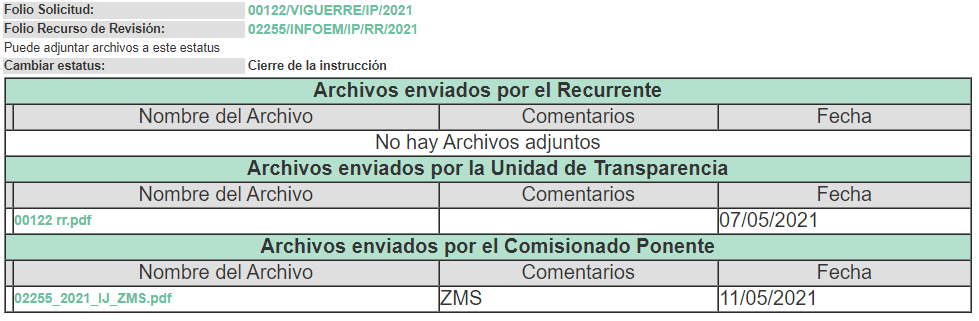 Folio Solicitud: 00122/VIGUERRE/IP/2021
Folio Recurso de Revisión: 02255/INFOEM/IP/RR/2021
Puede adjuntar archivos a este estatus
Cambiar estatus: Cierre de la instrucción
Archivos enviados por el Recurrente
Nombre del Archivo Comentarios Fecha
No hay Archivos adjuntos
Archivos enviados por la Unidad de Transparencia
Nombre del Archivo Comentarios Fecha
00122 rr.pdf 07/05/2021
Archivos enviados por el Comisionado Ponente
Nombre del Archivo Comentarios Fecha
02255_2021_IJ_ZMS.pdf ZMS 11/05/2021